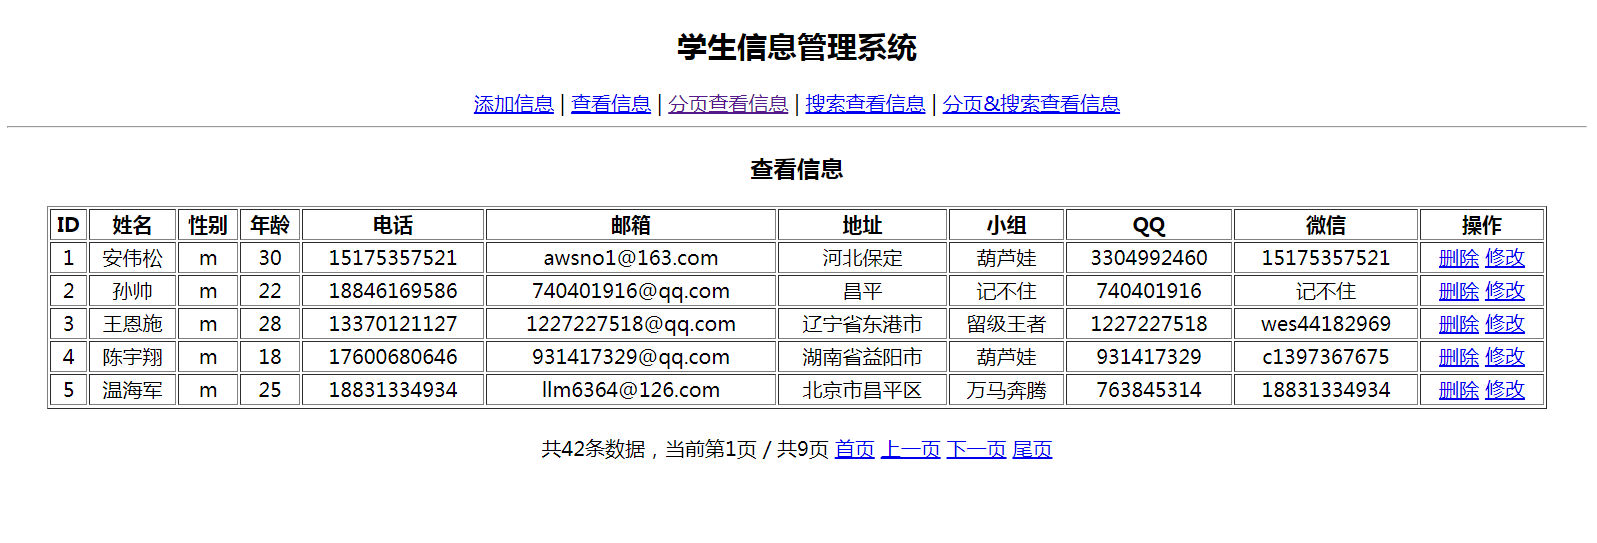 学生信息管理系统
添加信息 | 查看信息 | 分页查看信息 | 搜索查看信息 | 分页&搜索查看信息
查看信息
ID 姓名 性别 年龄 电话 邮箱 地址 小组 QQ 微信 操作
1 安伟松 m 30 15175357521 awsno1@163.com 河北保定 葫芦娃 3304992460 15175357521 删除 修改
2 孙帅 m 22 18846169586 740401916@qq.com 昌平 记不住 740401916 记不住 删除 修改
3 王恩施 m 28 13370121127 1227227518@qq.com 辽宁省东港市 留级王者 1227227518 wes44182969 删除 修改
4 陈宇翔 m 18 17600680646 931417329@qq.com 湖南省益阳市 葫芦娃 931417329 c1397367675 删除 修改
5 温海军 m 25 18831334934 llm6364@126.com 北京市昌平区 万马奔腾 763845314 18831334934 删除 修改
共42条数据，当前第1页 / 共9页 首页 上一页 下一页 尾页